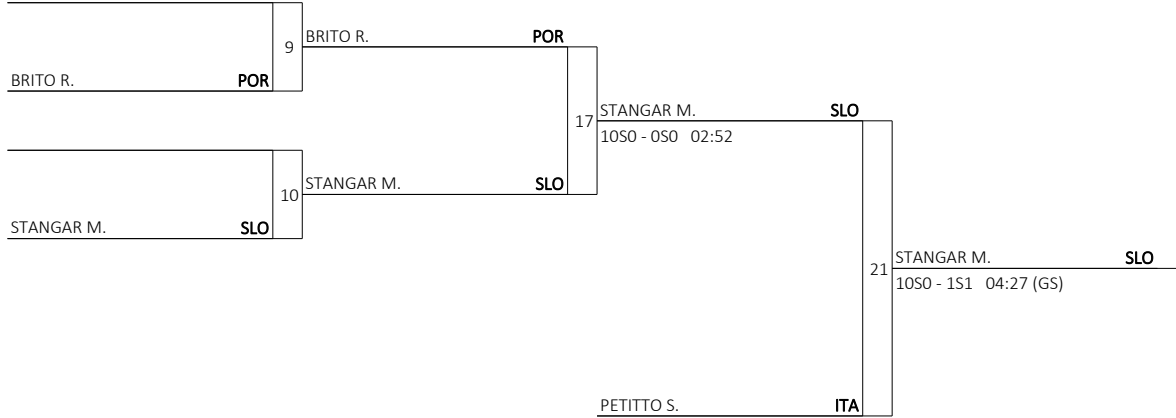 9
BRITO R. POR
BRITO R. POR
17
STANGAR M. SLO
10S0 - 0S0 02:52
10
STANGAR M. SLO
STANGAR M. SLO
21
STANGAR M. SLO
10S0 - 1S1 04:27 (GS)
PETITTO S. ITA